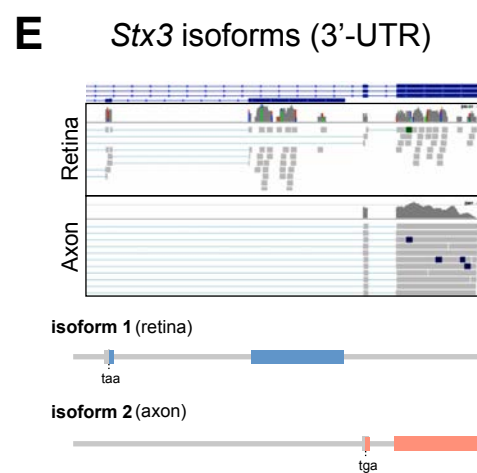 E
Stx3 isoforms (3'-UTR)
Retina
Axon
isoform 1 (retina)
taa
isoform 2 (axon)
tga